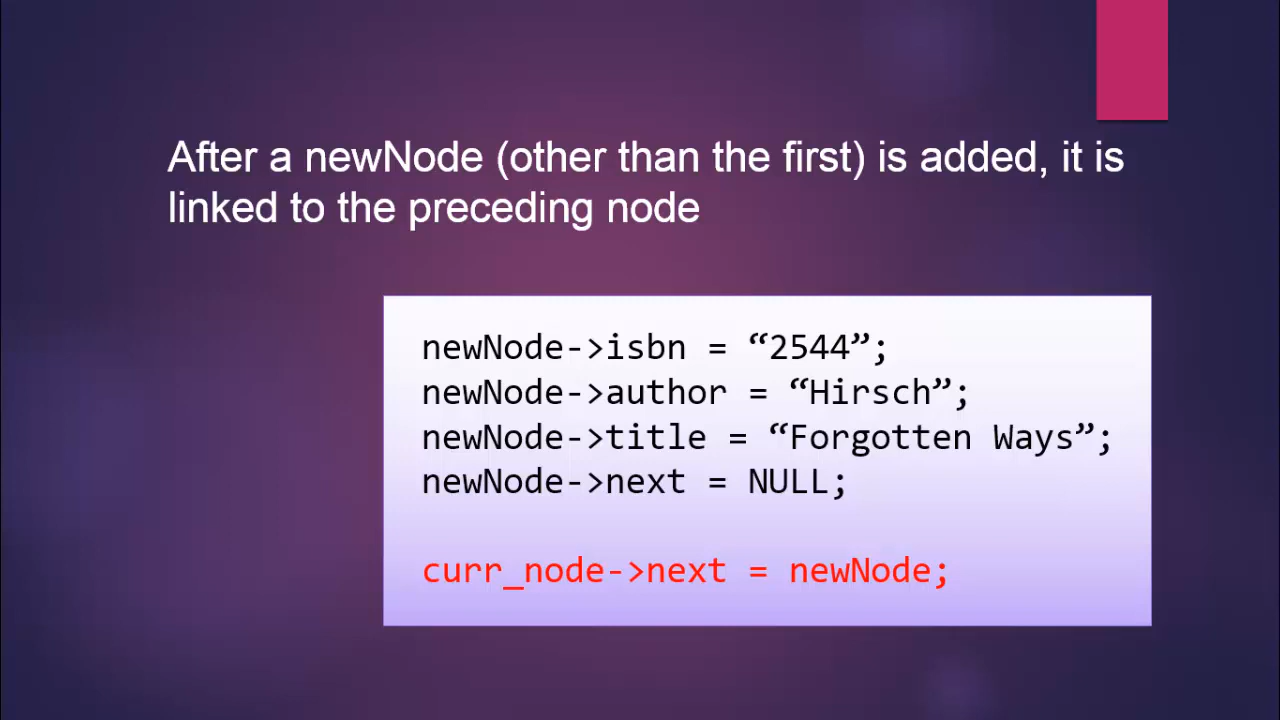 After a newNode (other than the first) is added, it is
linked to the preceding node
newNode->isbn = “2544”;
newNode->author = “Hirsch”;
newNode->title = “Forgotten Ways”;
newNode->next = NULL;
curr_node->next = newNode;